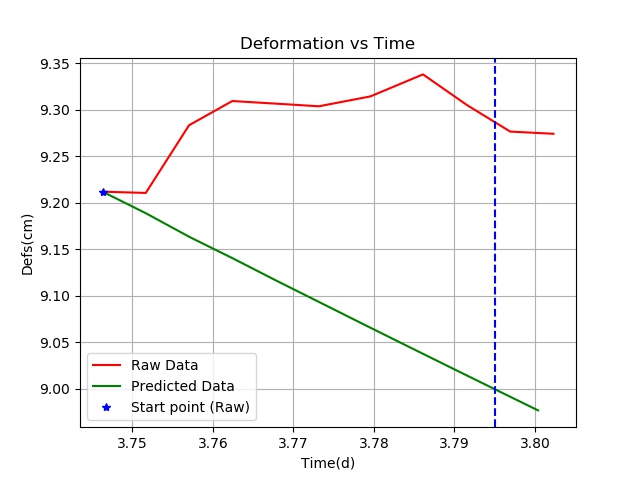 Deformation vs Time
Defs(cm)
9.35
9.30
9.25
9.20
9.15
9.10
9.05
9.00
Raw Data
Predicted Data
Start point (Raw)
3.75 3.76 3.77 3.78 3.79 3.80
Time(d)